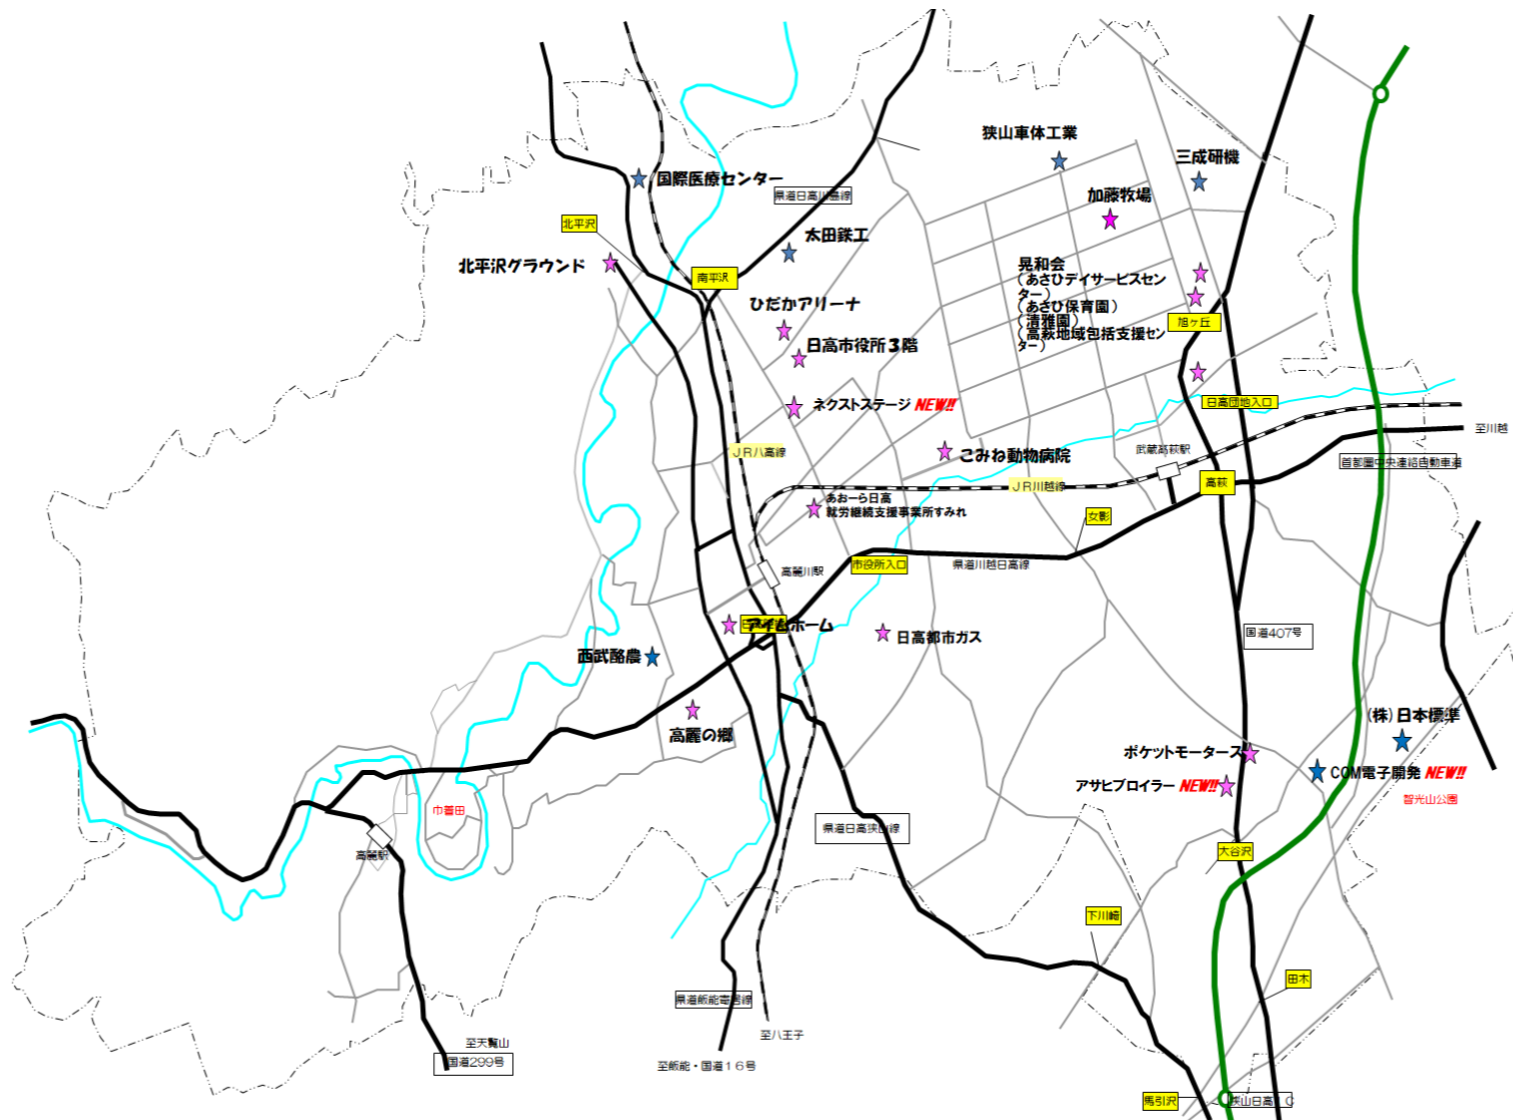 狭山車体工業
三成研機
国際医療センター
加藤牧場
県道日高川島線
北平沢
太田鉄工
北平沢グラウンド
南平沢
晃和会
（あさひデイサービスセン
ター）
（あさひ保育園）
（清雅園）
（高萩地域包括支援セン
ター）
ひだかアリーナ
旭ヶ丘
日高市役所３階
日高団地入口
ネクストステージ NEW!!
至川越
ＪＲ八高線
こみね動物病院
武蔵高萩駅
首都圏中央連絡自動車道
高萩
ＪＲ川越線
あおーら日高
就労継続支援事業所すみれ
女影
市役所入口
県道川越日高線
高麗川駅
アイムホーム
日高都市ガス
国道407号
西武酪農
高麗の郷
(株)日本標準
ポケットモータース
COM電子開発 NEW!!
アサヒブロイラー NEW!!
智光山公園
巾着田
県道日高狭山線
高麗駅
大谷沢
下川崎
田木
県道飯能寄居線
至八王子
至天覧山
国道299号
至飯能・国道１６号
馬引沢
狭山日高ＩＣ